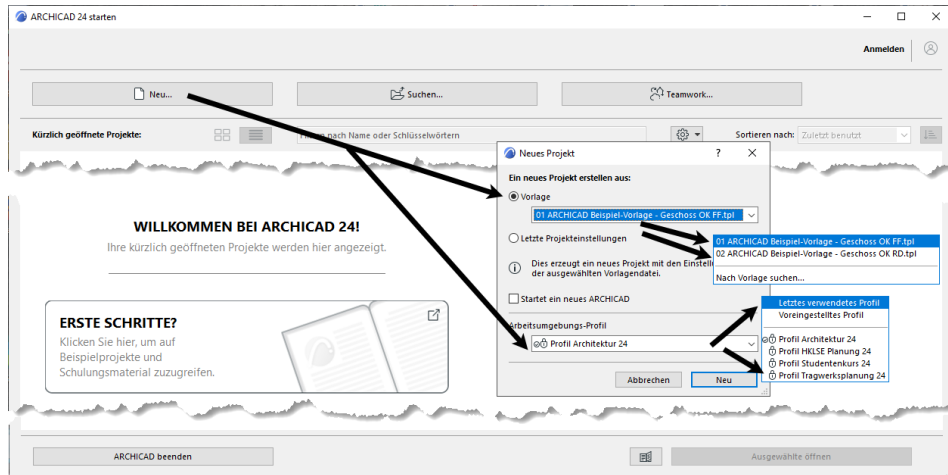 ARCHICAD 24 starten
Anmelden
Neu...
Suchen...
Teamwork...
Kürzlich geöffnete Projekte:
nach Name oder Schlüsselwörtern
Sortieren nach: Zuletzt benutzt
WILLKOMMEN BEI ARCHICAD 24!
Ihre kürzlich geöffneten Projekte werden hier angezeigt.
ERSTE SCHRITTE?
Klicken Sie hier, um auf
Beispielprojekte und
Schulungsmaterial zuzugreifen.
Neues Projekt
?
Ein neues Projekt erstellen aus:
Vorlage
01 ARCHICAD Beispiel-Vorlage - Geschoss OK FF.tpl
Letzte Projekteinstellungen
Dies erzeugt ein neues Projekt mit den
der ausgewählten Vorlagendatei.
Startet ein neues ARCHICAD
Arbeitsumgebungs-Profil
Profil Architektur 24
Abbrechen
Neu
01 ARCHICAD Beispiel-Vorlage - Geschoss OK FF.tpl
02 ARCHICAD Beispiel-Vorlage - Geschoss OK RD.tpl
Nach Vorlage suchen...
Letztes verwendetes Profil
Voreingestelltes Profil
Profil Architektur 24
Profil HKLSE Planung 24
Profil Studentenkurs 24
Profil Tragwerksplanung 24
ARCHICAD beenden
Ausgewählte öffnen